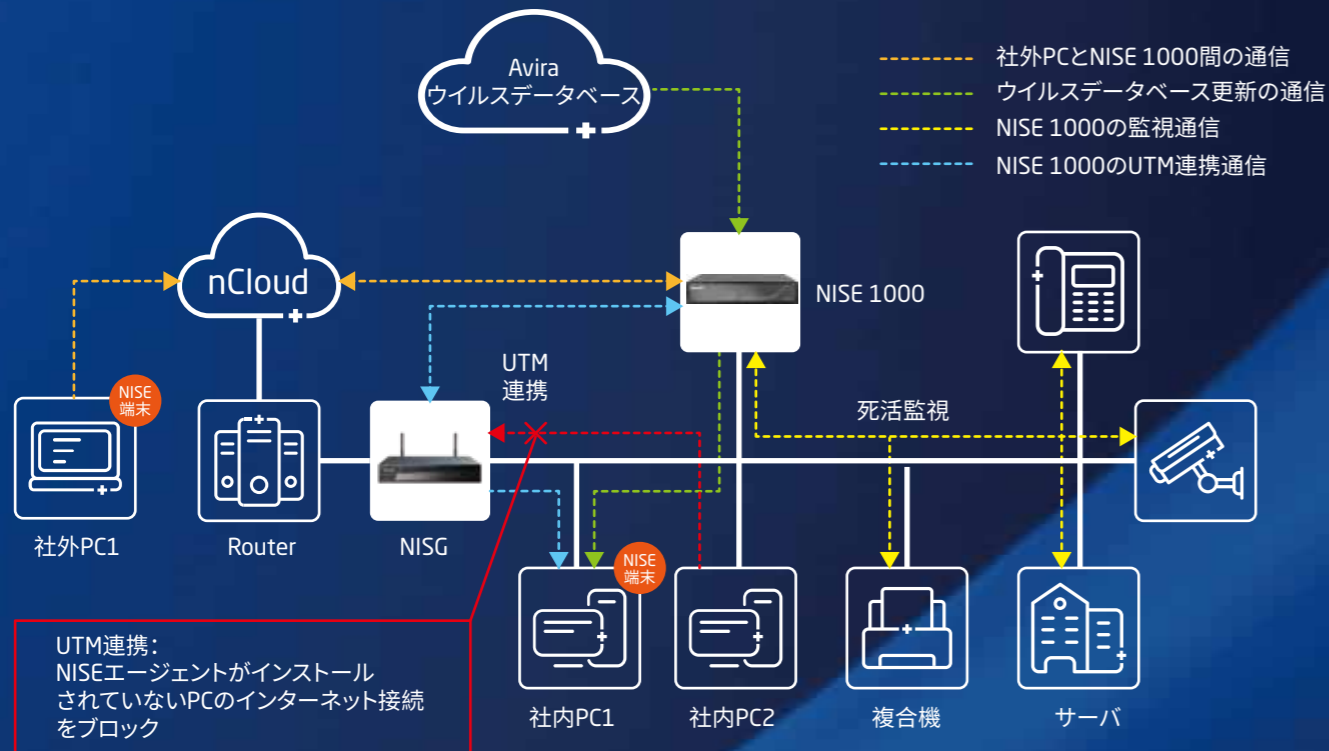 Avira
ウイルスデータベース
社外PCとNISE 1000間の通信
ウイルスデータベース更新の通信
NISE 1000の監視通信
NISE 1000のUTM連携通信
nCloud
NISE 1000
UTM
連携
死活監視
NISE
端末
社外PC1
Router
NISG
NISE
端末
社内PC1
社内PC2
複合機
サーバ
UTM連携：
NISEエージェントがインストール
されていないPCのインターネット接続
をブロック